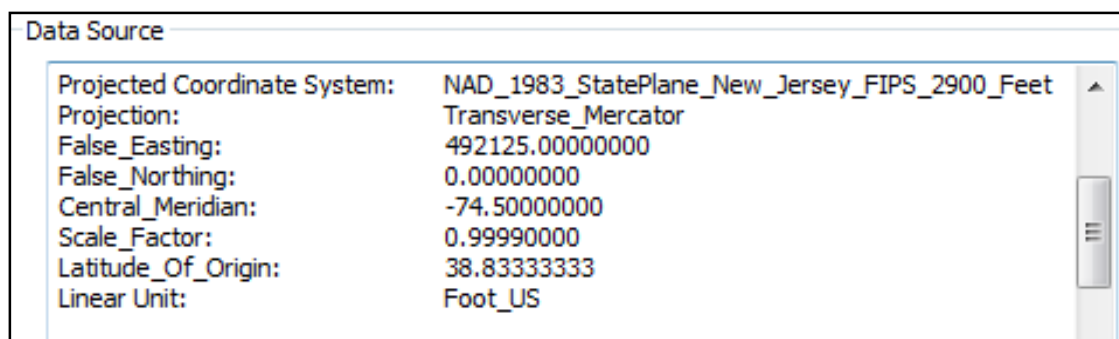 Data Source
Projected Coordinate System: NAD_1983_StatePlane_New_Jersey_FIPS_2900_Feet
Projection: Transverse_Mercator
False_Easting: 492125.00000000
False_Northing: 0.00000000
Central_Meridian: -74.50000000
Scale_Factor: 0.99990000
Latitude_Of_Origin: 38.83333333
Linear Unit: Foot_US